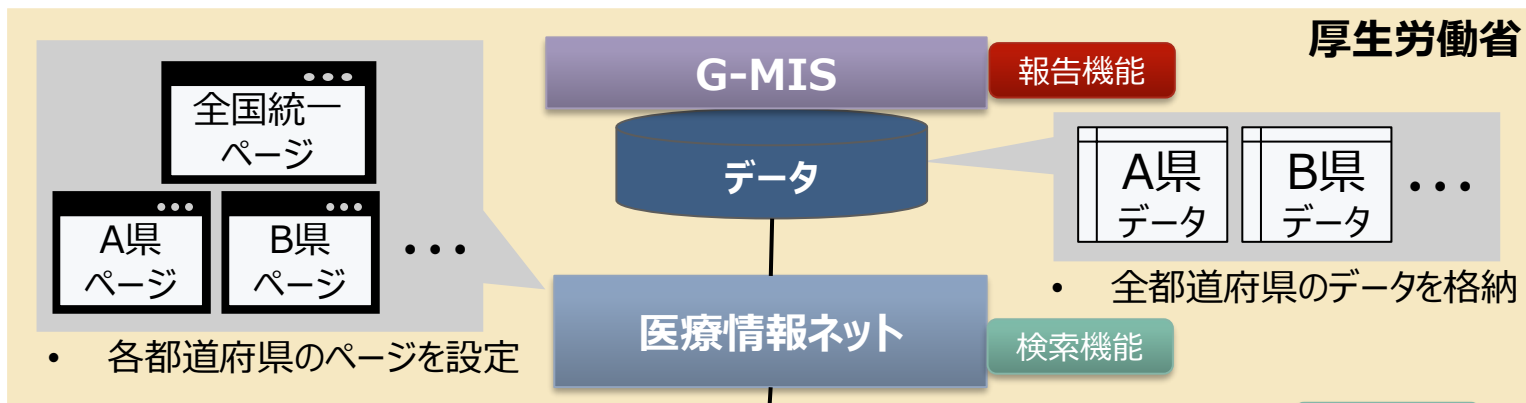 厚生労働省
G-MIS
報告機能
全国統一
ページ
データ
A県
データ
B県
データ
・・・
A県
ページ
B県
ページ
・・・
• 全都道府県のデータを格納
医療情報ネット
検索機能
• 各都道府県のページを設定